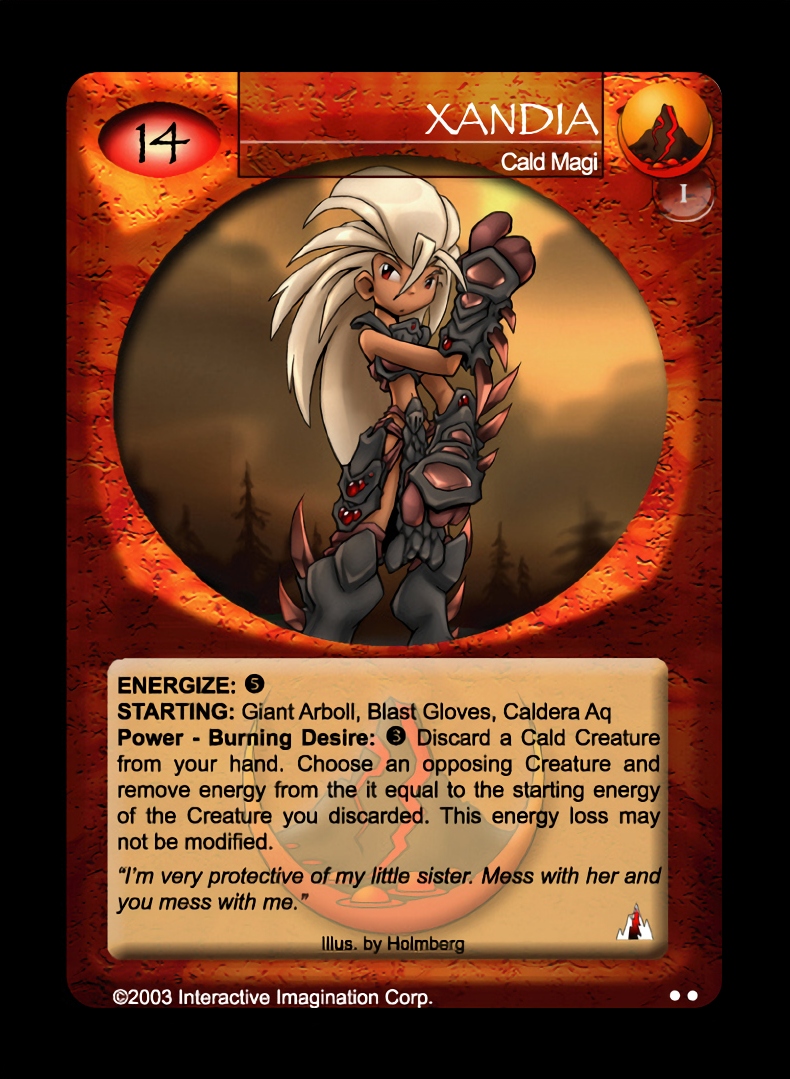 14
XANDIA
Cald Magi
I
ENERGIZE: 5
STARTING: Giant Arboll, Blast Gloves, Caldera Aq
Power - Burning Desire: 3 Discard a Cald Creature
from your hand. Choose an opposing Creature and
remove energy from the it equal to the starting energy
of the Creature you discarded. This energy loss may
not be modified.
“I’m very protective of my little sister. Mess with her and
you mess with me.”
Illus. by Holmberg
©2003 Interactive Imagination Corp.